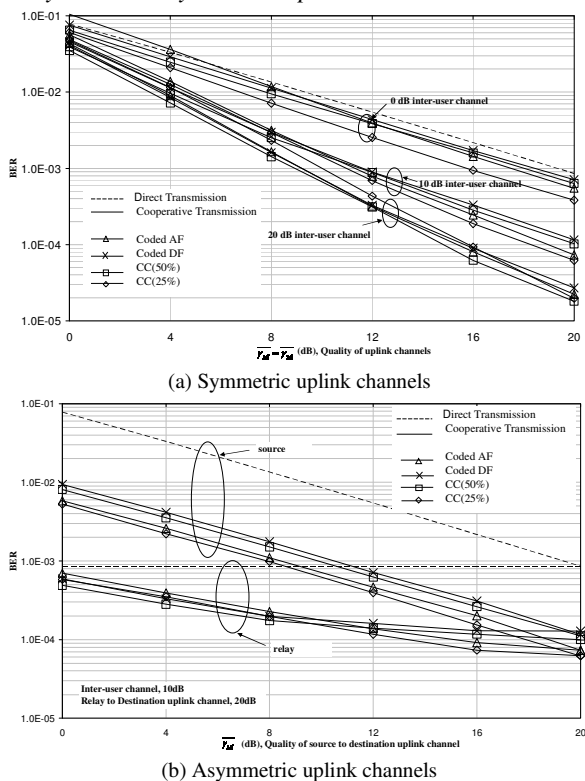 1.0E-01
1.0E-02
1.0E-03
1.0E-04
1.0E-05
BER
0 dB inter-user channel
10 dB inter-user channel
20 dB inter-user channel
Direct Transmission
Cooperative Transmission
Coded AF
Coded DF
CC(50%)
CC(25%)
0 4 8 12 16 20
(dB), Quality of uplink channels
(a) Symmetric uplink channels
1.0E-01
1.0E-02
1.0E-03
1.0E-04
1.0E-05
BER
Direct Transmission
Cooperative Transmission
Coded AF
Coded DF
CC(50%)
CC(25%)
source
relay
Inter-user channel, 10dB
Relay to Destination uplink channel, 20dB
0 4 8 12 16 20
(dB), Quality of source to destination uplink channel
(b) Asymmetric uplink channels